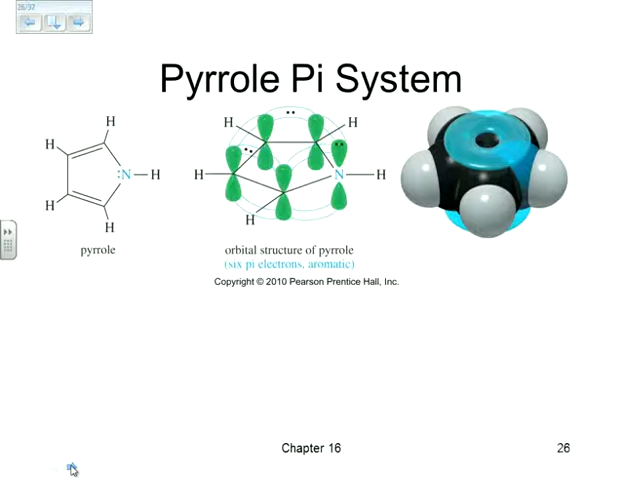 26/37
Pyrrole Pi System
H
H
H
H
:N
H
pyrrole
H
H
H
H
N
H
orbital structure of pyrrole
(six pi electrons, aromatic)
Copyright © 2010 Pearson Prentice Hall, Inc.
Chapter 16
26